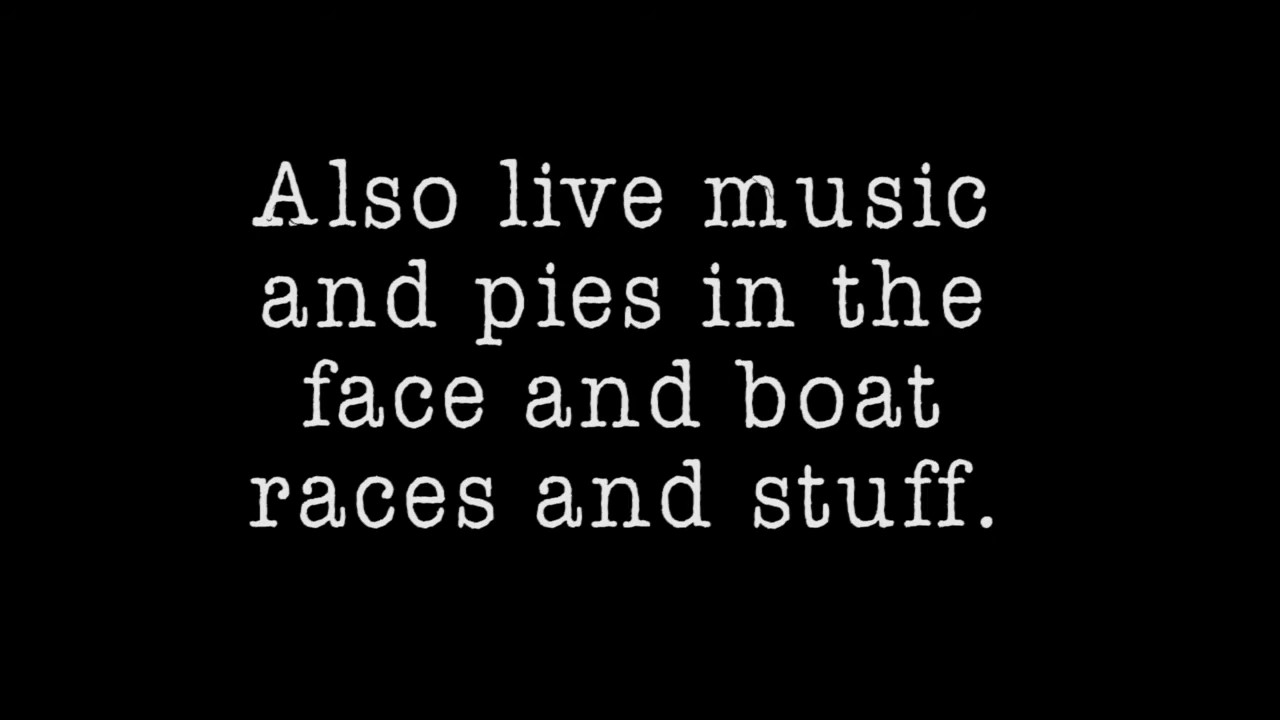 Also live music
and pies in the
face and boat
races and stuff.